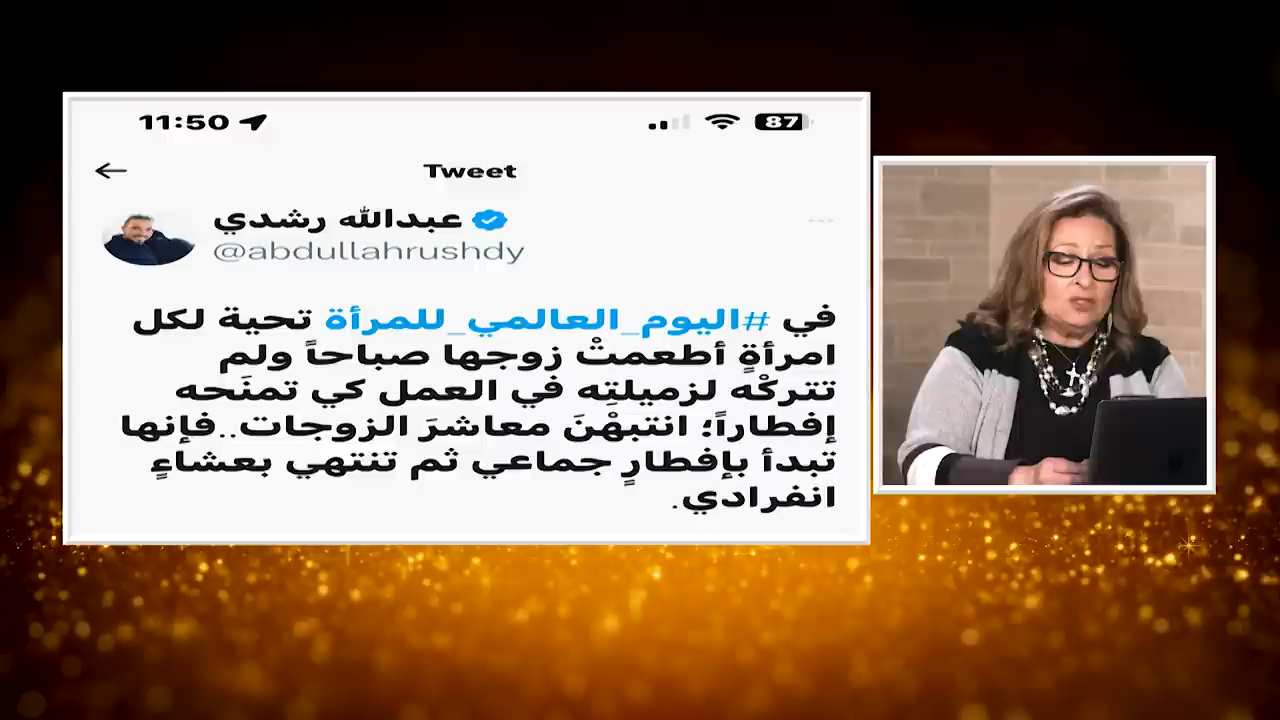 11:50
87
Tweet
عبدالله رشدي
@abdullahrushdy
في #اليوم_العالمي_للمرأة تحية لكل
امرأةٍ أطعمتْ زوجها صباحاً ولم
تتركْه لزميلتِه في العمل كي تمنَحه
إفطاراً؛ انتبهْنَ معاشرَ الزوجات..فإنها
تبدأ بإفطارٍ جماعي ثم تنتهي بعشاءٍ
انفرادي.